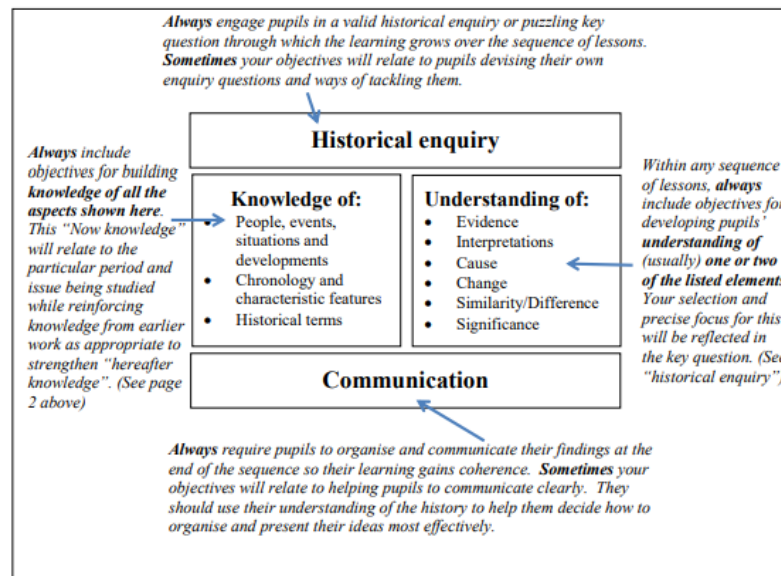 Always engage pupils in a valid historical enquiry or puzzling key
question through which the learning grows over the sequence of lessons.
Sometimes your objectives will relate to pupils devising their own
enquiry questions and ways of tackling them.
Historical enquiry
Always include
objectives for building
knowledge of all the
aspects shown here.
This “Now knowledge”
will relate to the
particular period and
issue being studied
while reinforcing
knowledge from earlier
work as appropriate to
strengthen “hereafter
knowledge”. (See page
2 above)
Knowledge of:
• People, events,
situations and
developments
• Chronology and
characteristic features
• Historical terms
Understanding of:
• Evidence
• Interpretations
• Cause
• Change
• Similarity/Difference
• Significance
Within any sequence
of lessons, always
include objectives for
developing pupils’
understanding of
(usually) one or two
of the listed elements
Your selection and
precise focus for this
will be reflected in
the key question. (See
“historical enquiry”)
Communication
Always require pupils to organise and communicate their findings at the
end of the sequence so their learning gains coherence. Sometimes your
objectives will relate to helping pupils to communicate clearly. They
should use their understanding of the history to help them decide how to
organise and present their ideas most effectively.